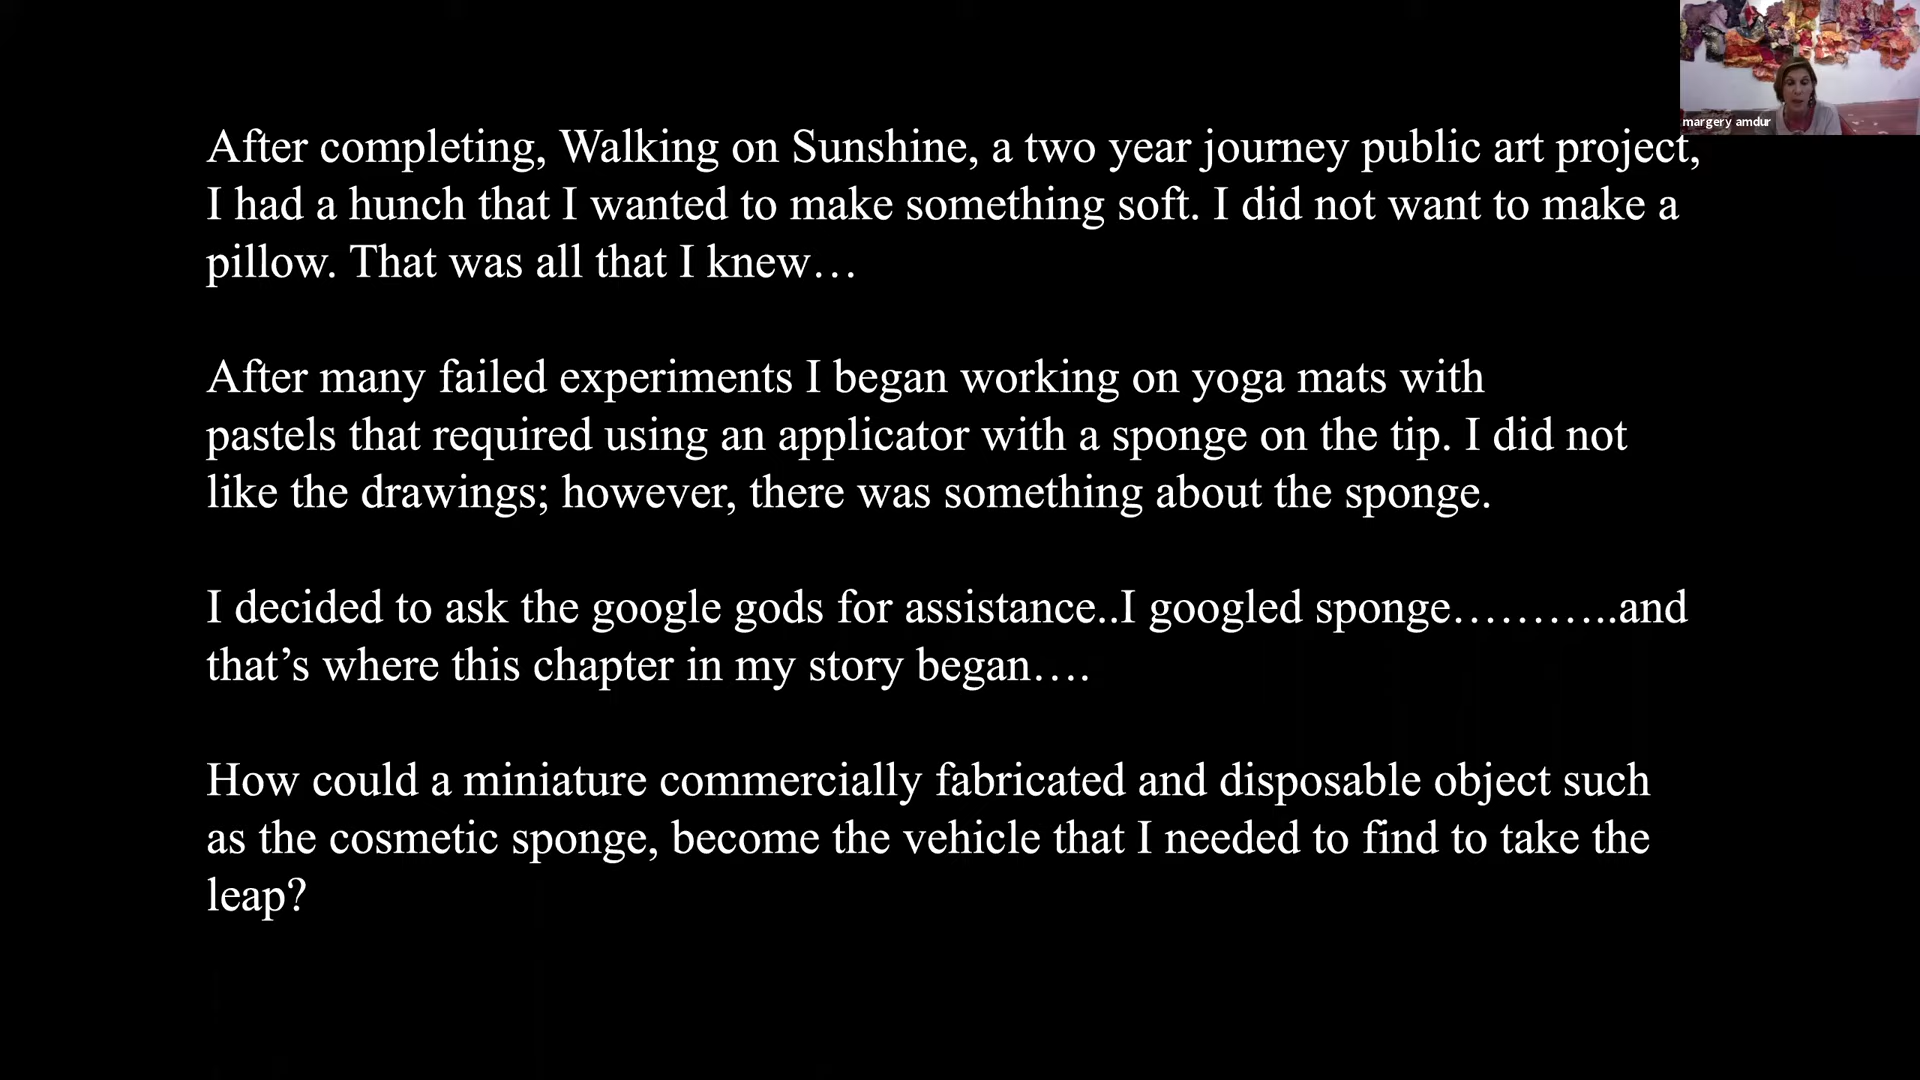 margery amdur
After completing, Walking on Sunshine, a two year journey public art project,
I had a hunch that I wanted to make something soft. I did not want to make a
pillow. That was all that I knew…
After many failed experiments I began working on yoga mats with
pastels that required using an applicator with a sponge on the tip. I did not
like the drawings; however, there was something about the sponge.
I decided to ask the google gods for assistance..I googled sponge………..and
that’s where this chapter in my story began….
How could a miniature commercially fabricated and disposable object such
as the cosmetic sponge, become the vehicle that I needed to find to take the
leap?